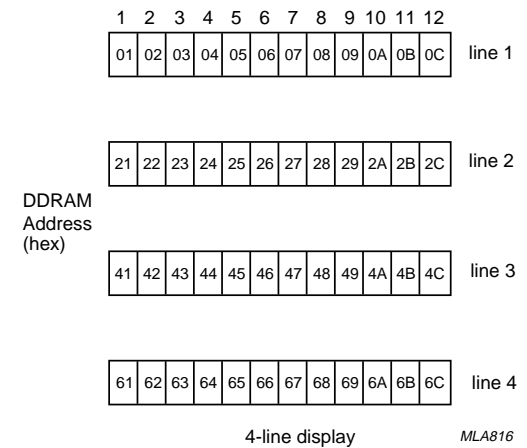 1 2 3 4 5 6 7 8 9 10 11 12
01 02 03 04 05 06 07 08 09 0A 0B 0C line 1
21 22 23 24 25 26 27 28 29 2A 2B 2C line 2
DDRAM
Address
(hex)
41 42 43 44 45 46 47 48 49 4A 4B 4C line 3
61 62 63 64 65 66 67 68 69 6A 6B 6C line 4
4-line display MLA816